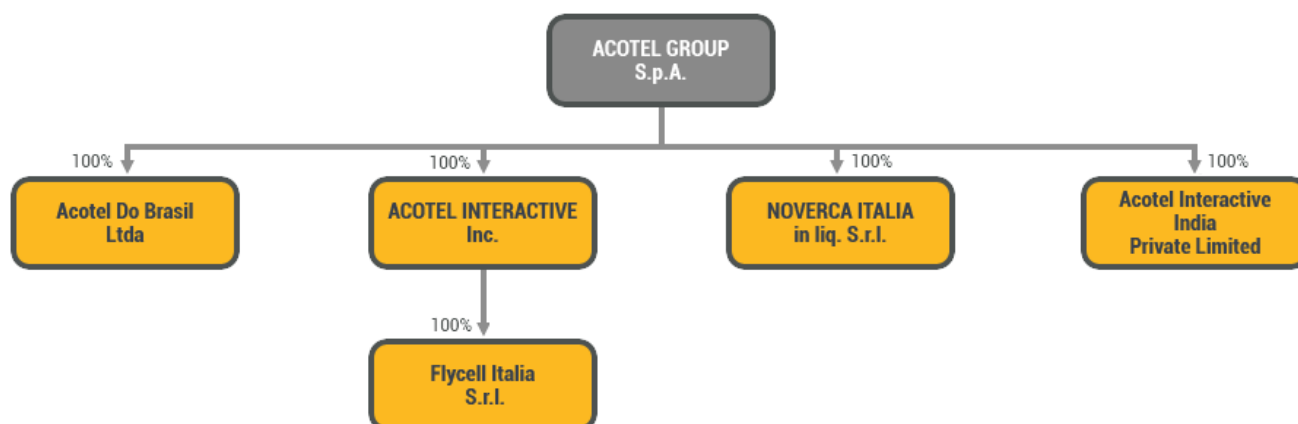 ACOTEL GROUP
S.p.A.
100%
100%
100%
100%
Acotel Do Brasil
Ltda
ACOTEL INTERACTIVE
Inc.
NOVERCA ITALIA
in liq. S.r.l.
Acotel Interactive
India
Private Limited
100%
Flycell Italia
S.r.l.